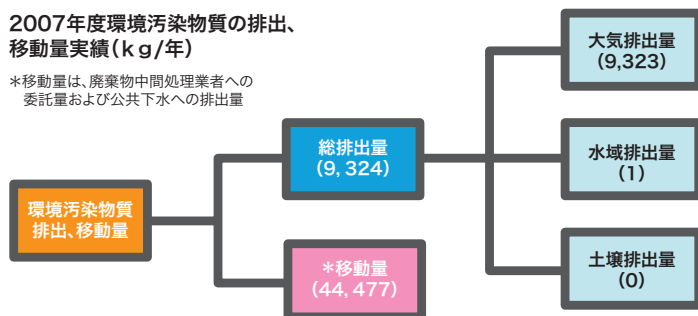 2007年度環境汚染物質の排出、
移動量実績(ｋｇ/年)
*移動量は、廃棄物中間処理業者への
委託量および公共下水への排出量
環境汚染物質
排出、移動量
総排出量
(9,324)
*移動量
(44,477)
大気排出量
(9,323)
水域排出量
(1)
土壌排出量
(0)